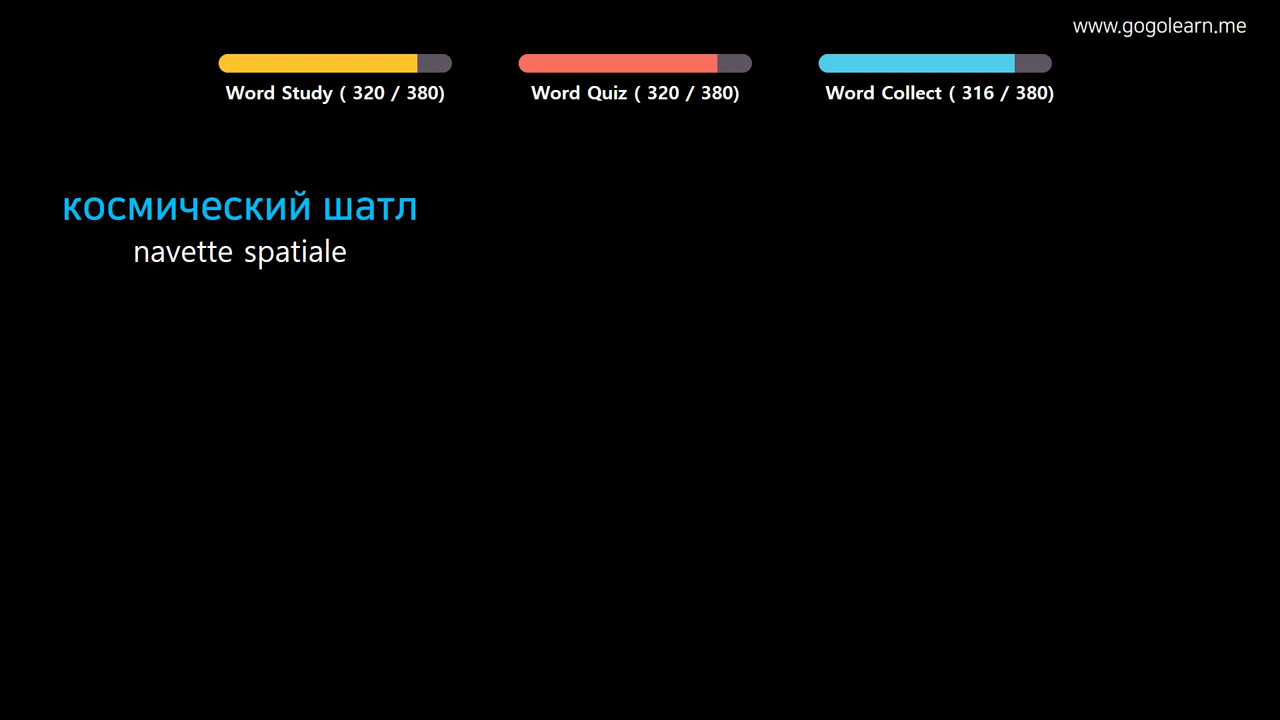 www.gogolearn.me
Word Study ( 320 / 380)
Word Quiz ( 320 / 380)
Word Collect ( 316 / 380)
космический шатл
navette spatiale